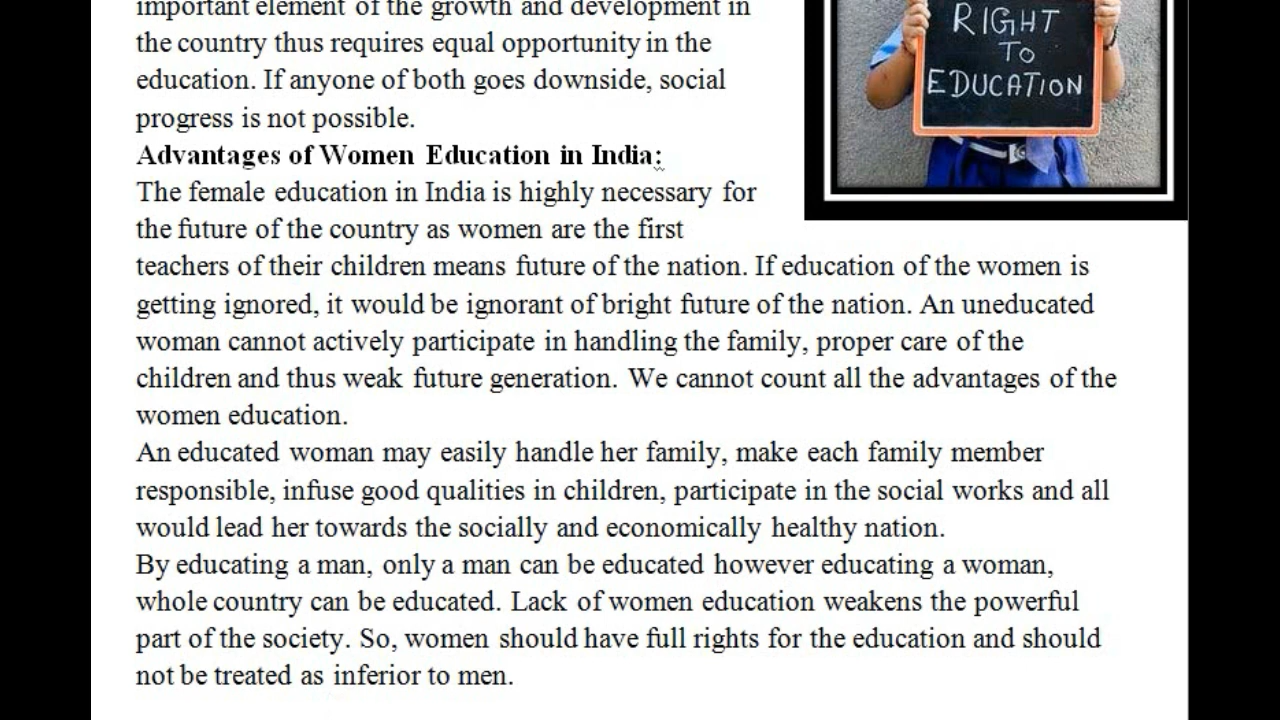 important element of the growth and development in
the country thus requires equal opportunity in the
education. If anyone of both goes downside, social
progress is not possible.
Advantages of Women Education in India:
The female education in India is highly necessary for
the future of the country as women are the first
teachers of their children means future of the nation. If education of the women is
getting ignored, it would be ignorant of bright future of the nation. An uneducated
woman cannot actively participate in handling the family, proper care of the
children and thus weak future generation. We cannot count all the advantages of the
women education.
An educated woman may easily handle her family, make each family member
responsible, infuse good qualities in children, participate in the social works and all
would lead her towards the socially and economically healthy nation.
By educating a man, only a man can be educated however educating a woman,
whole country can be educated. Lack of women education weakens the powerful
part of the society. So, women should have full rights for the education and should
not be treated as inferior to men.
RIGHT
TO
EDUCATION